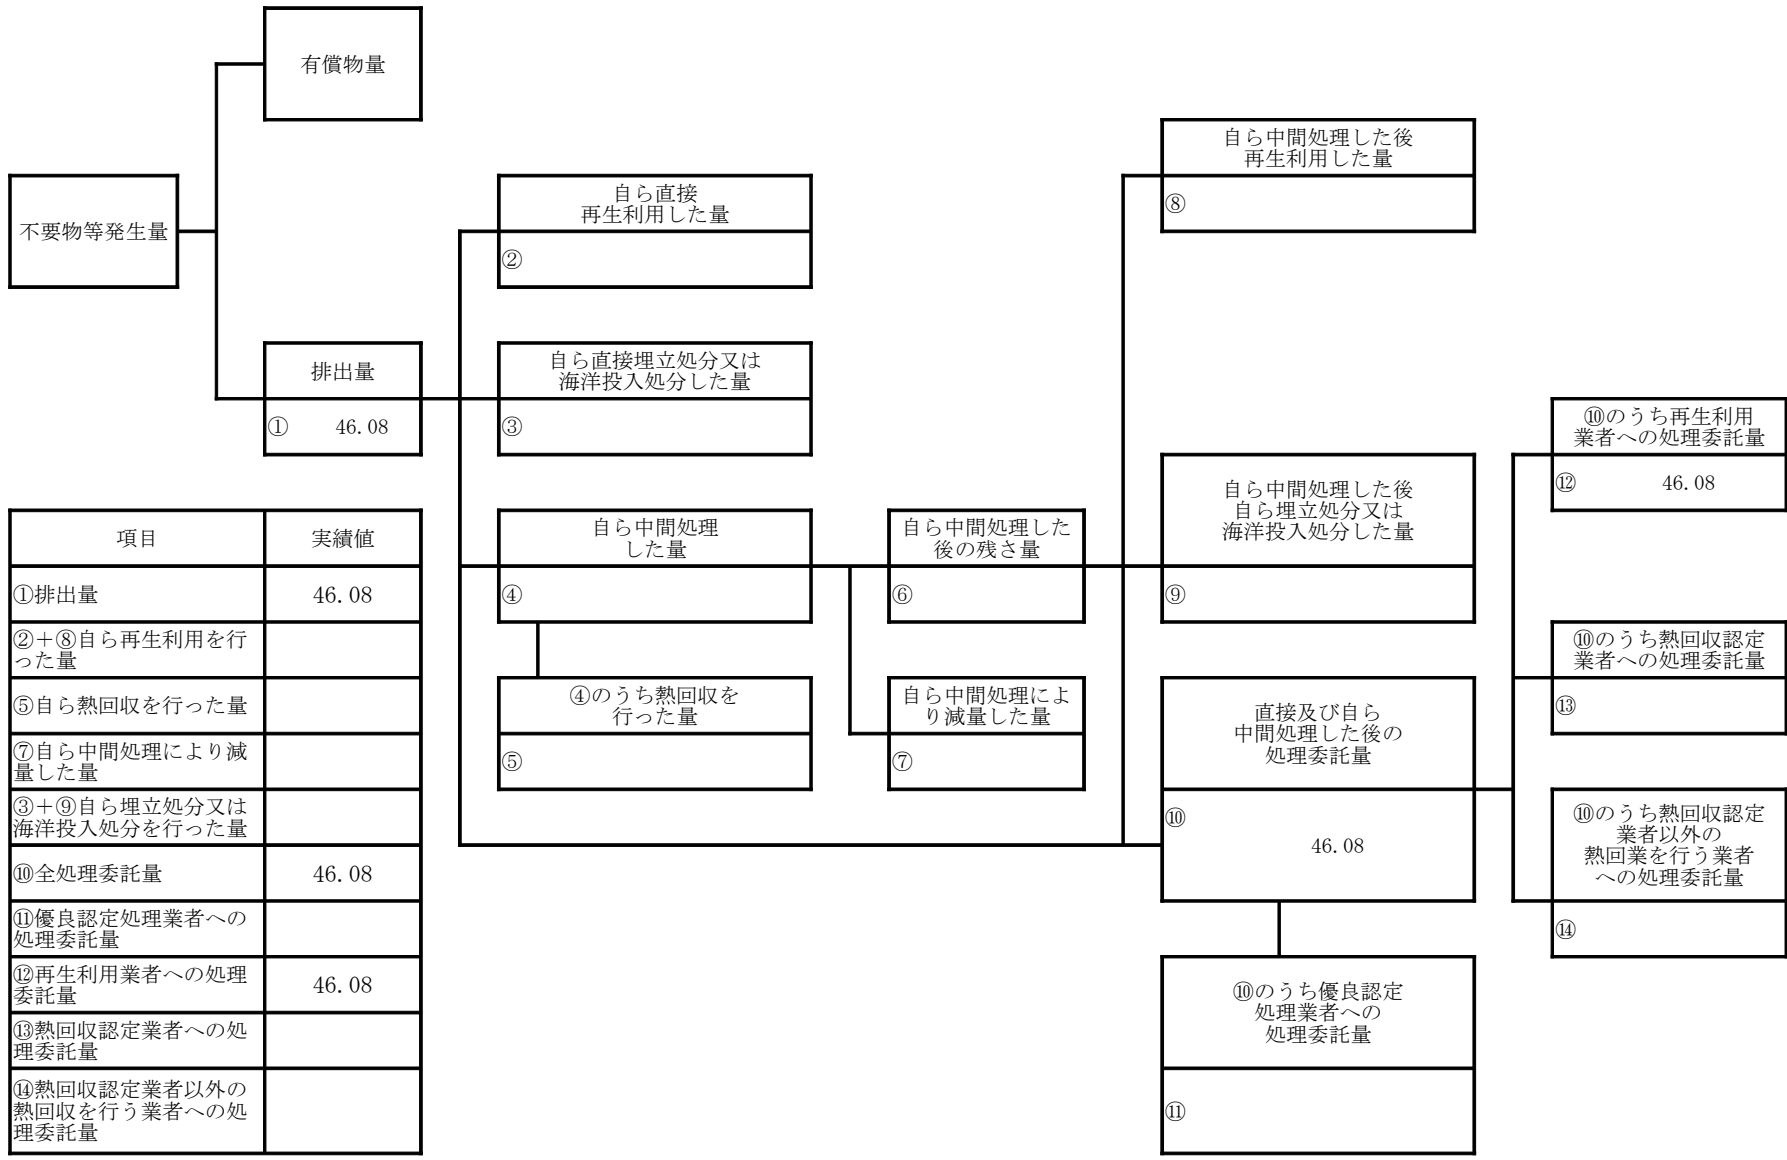 有償物量
不要物等発生量
排出量
① 46.08
自ら直接
再生利用した量
②
自ら直接埋立処分又は
海洋投入処分した量
③
自ら中間処理
した量
④
④のうち熱回収を
行った量
⑤
自ら中間処理した
後の残さ量
⑥
自ら中間処理によ
り減量した量
⑦
自ら中間処理した後
再生利用した量
⑧
自ら中間処理した後
自ら埋立処分又は
海洋投入処分した量
⑨
直接及び自ら
中間処理した後の
処理委託量
⑩
46.08
⑩のうち優良認定
処理業者への
処理委託量
⑪
⑩のうち再生利用
業者への処理委託量
⑫ 46.08
⑩のうち熱回収認定
業者への処理委託量
⑬
⑩のうち熱回収認定
業者以外の
熱回業を行う業者
への処理委託量
⑭
項目 実績値
①排出量 46.08
②＋⑧自ら再生利用を行
った量
⑤自ら熱回収を行った量
⑦自ら中間処理により減
量した量
③＋⑨自ら埋立処分又は
海洋投入処分を行った量
⑩全処理委託量 46.08
⑪優良認定処理業者への
処理委託量
⑫再生利用業者への処理
委託量 46.08
⑬熱回収認定業者への処
理委託量
⑭熱回収認定業者以外の
熱回収を行う業者への処
理委託量